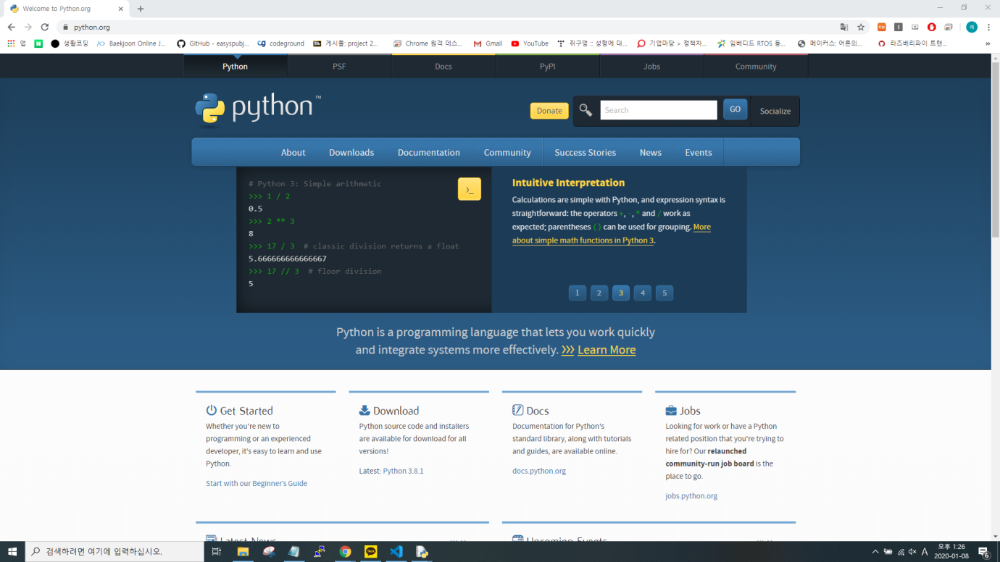 Welcome to Python.org
python.org
앱
생활코딩
</> Baekjoon Online J...
GitHub - easyspubj...
codeground
게시물: project 2...
Chrome 원격 데스...
Gmail
YouTube
쥐구멍 :: 성형에 대...
기업마당 > 정책자...
임베디드 RTOS 동...
메이커스: 어른의...
라즈베리파이 트랜...
»
Python
PSF
Docs
PyPI
Jobs
Community
python™
Donate
Search
GO
Socialize
About
Downloads
Documentation
Community
Success Stories
News
Events
# Python 3: Simple arithmetic
>>> 1 / 2
0.5
>>> 2 ** 3
8
>>> 17 / 3  # classic division returns a float
5.666666666666667
>>> 17 // 3  # floor division
5
>_
Intuitive Interpretation
Calculations are simple with Python, and expression syntax is
straightforward: the operators +, -, * and / work as
expected; parentheses () can be used for grouping. More
about simple math functions in Python 3.
1
2
3
4
5
Python is a programming language that lets you work quickly
and integrate systems more effectively. >>> Learn More
Get Started
Whether you're new to
programming or an experienced
developer, it's easy to learn and use
Python.
Start with our Beginner's Guide
Download
Python source code and installers
are available for download for all
versions!
Latest: Python 3.8.1
Docs
Documentation for Python's
standard library, along with tutorials
and guides, are available online.
docs.python.org
Jobs
Looking for work or have a Python
related position that you're trying to
hire for? Our relaunched
community-run job board is the
place to go.
jobs.python.org
Latest News
Upcoming Events
검색하려면 여기에 입력하십시오.
TALK
A
오후 1:26
2020-01-08
6